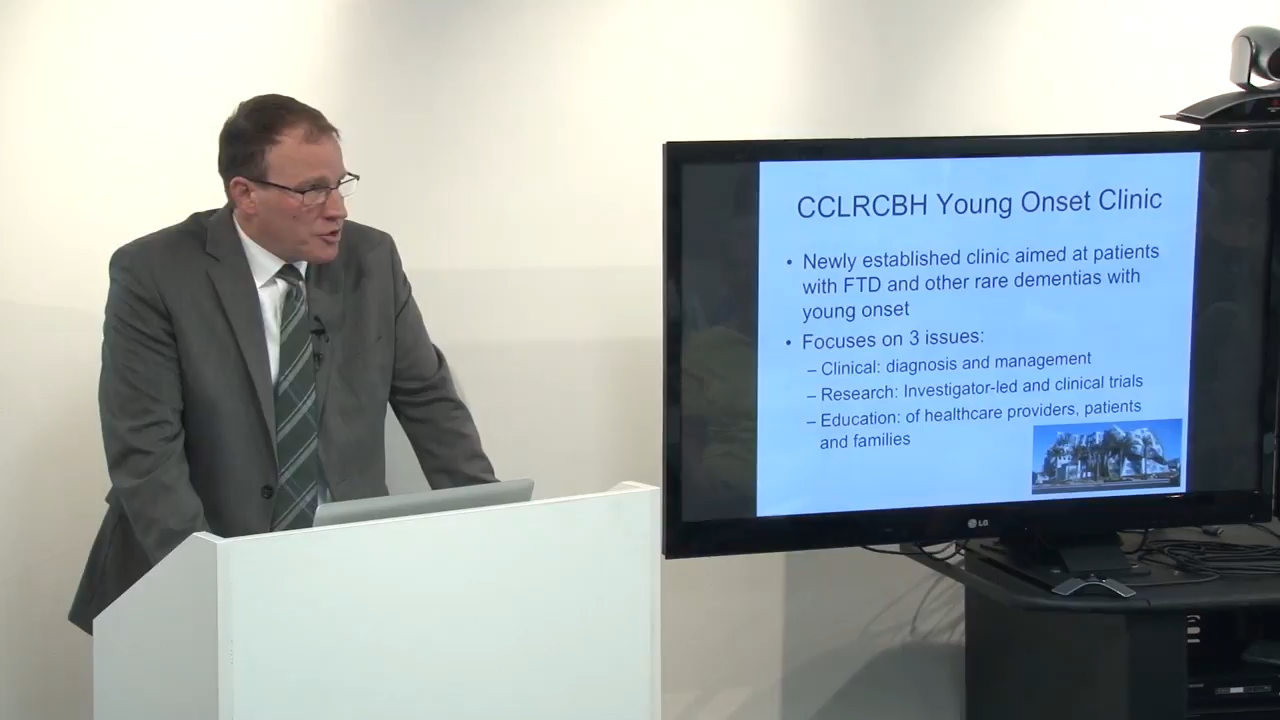 CCLRCBH Young Onset Clinic
• Newly established clinic aimed at patients
with FTD and other rare dementias with
young onset
• Focuses on 3 issues:
– Clinical: diagnosis and management
– Research: Investigator-led and clinical trials
– Education: of healthcare providers, patients
and families
LG